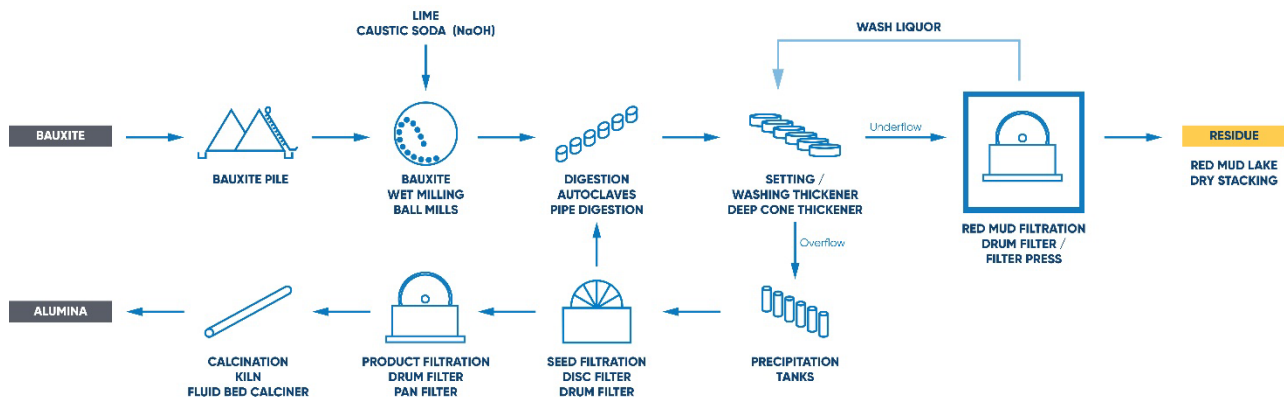 LIME
CAUSTIC SODA (NaOH)
WASH LIQUOR
BAUXITE
BAUXITE PILE
BAUXITE
WET MILLING
BALL MILLS
DIGESTION
AUTOCLAVES
PIPE DIGESTION
SETTING /
WASHING THICKENER
DEEP CONE THICKENER
Underflow
RED MUD FILTRATION
DRUM FILTER /
FILTER PRESS
RESIDUE
RED MUD LAKE
DRY STACKING
Overflow
ALUMINA
CALCINATION
KILN
FLUID BED CALCINER
PRODUCT FILTRATION
DRUM FILTER
PAN FILTER
SEED FILTRATION
DISC FILTER
DRUM FILTER
PRECIPITATION
TANKS